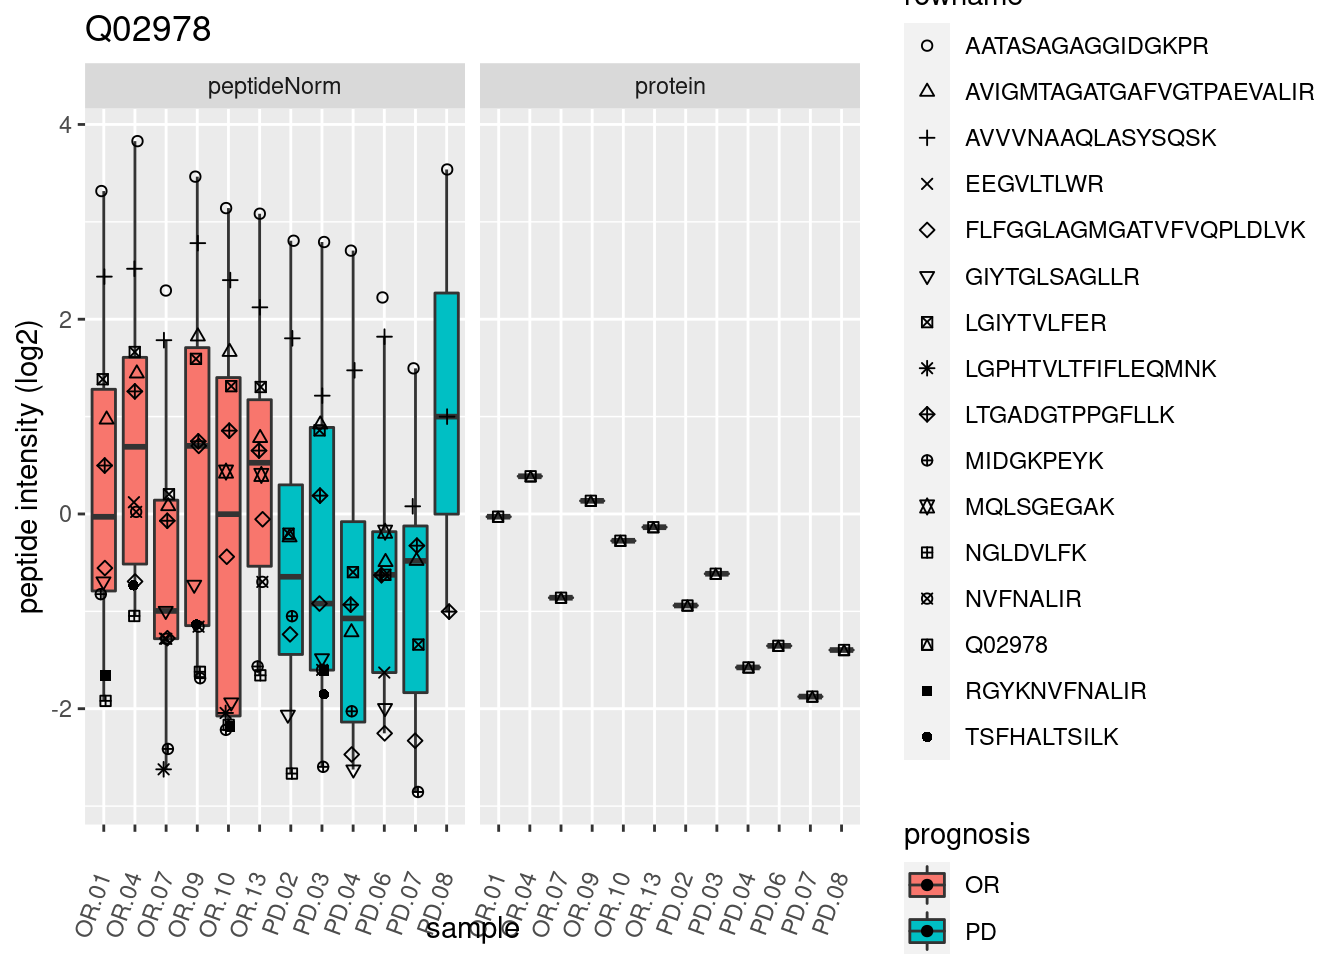 Q02978
peptideNorm
protein
peptide intensity (log2)
4
2
0
-2
OR.01
OR.04
OR.07
OR.09
OR.10
OR.13
PD.02
PD.03
PD.04
PD.06
PD.07
PD.08
OR.01
OR.04
OR.07
OR.09
OR.10
OR.13
PD.02
PD.03
PD.04
PD.06
PD.07
PD.08
sample
rowname
AATASAGAGGIDGKPR
AVIGMTAGATGAFVGTPAEVALIR
AVVVNAAQLASYSQSK
EEGVLTLWR
FLFGGLAGMGATVFVQPLDLVK
GIYTGLSAGLLR
LGIYTVLFER
LGPHTVLTFIFLEQMNK
LTGADGTPPGFLLK
MIDGKPEYK
MQLSGEGAK
NGLDVLFK
NVFNALIR
Q02978
RGYKNVFNALIR
TSFHALTSILK
prognosis
OR
PD